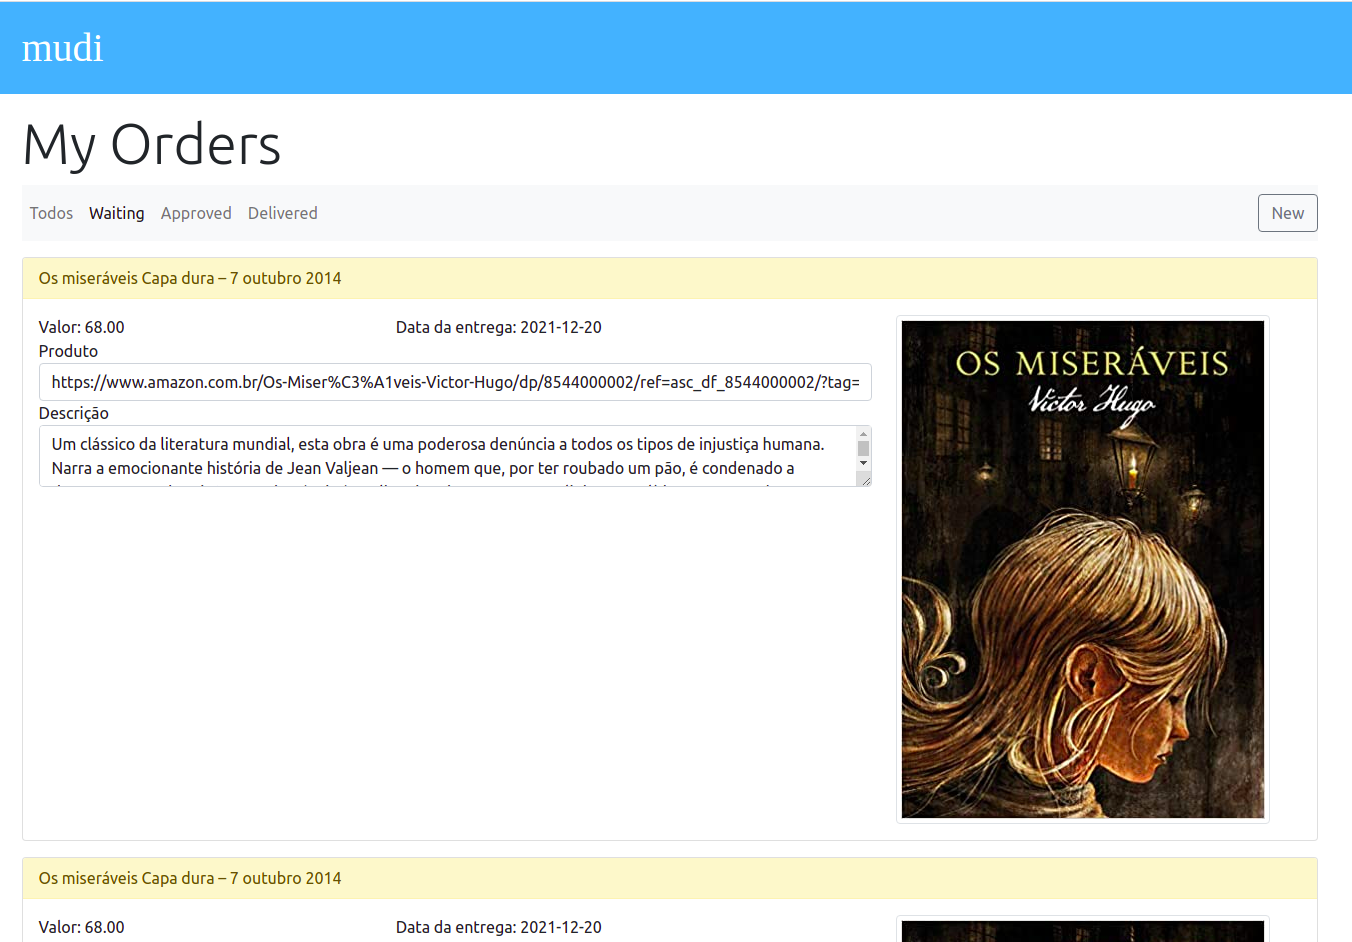 mudi
My Orders
Todos Waiting Approved Delivered New
Os miseráveis Capa dura – 7 outubro 2014
Valor: 68.00 Data da entrega: 2021-12-20
Produto
https://www.amazon.com.br/Os-Miser%C3%A1veis-Victor-Hugo/dp/8544000002/ref=asc_df_8544000002/?tag=
Descrição
Um clássico da literatura mundial, esta obra é uma poderosa denúncia a todos os tipos de injustiça humana.
Narra a emocionante história de Jean Valjean — o homem que, por ter roubado um pão, é condenado a
OS MISERÁVEIS
Victor Hugo
Os miseráveis Capa dura – 7 outubro 2014
Valor: 68.00 Data da entrega: 2021-12-20